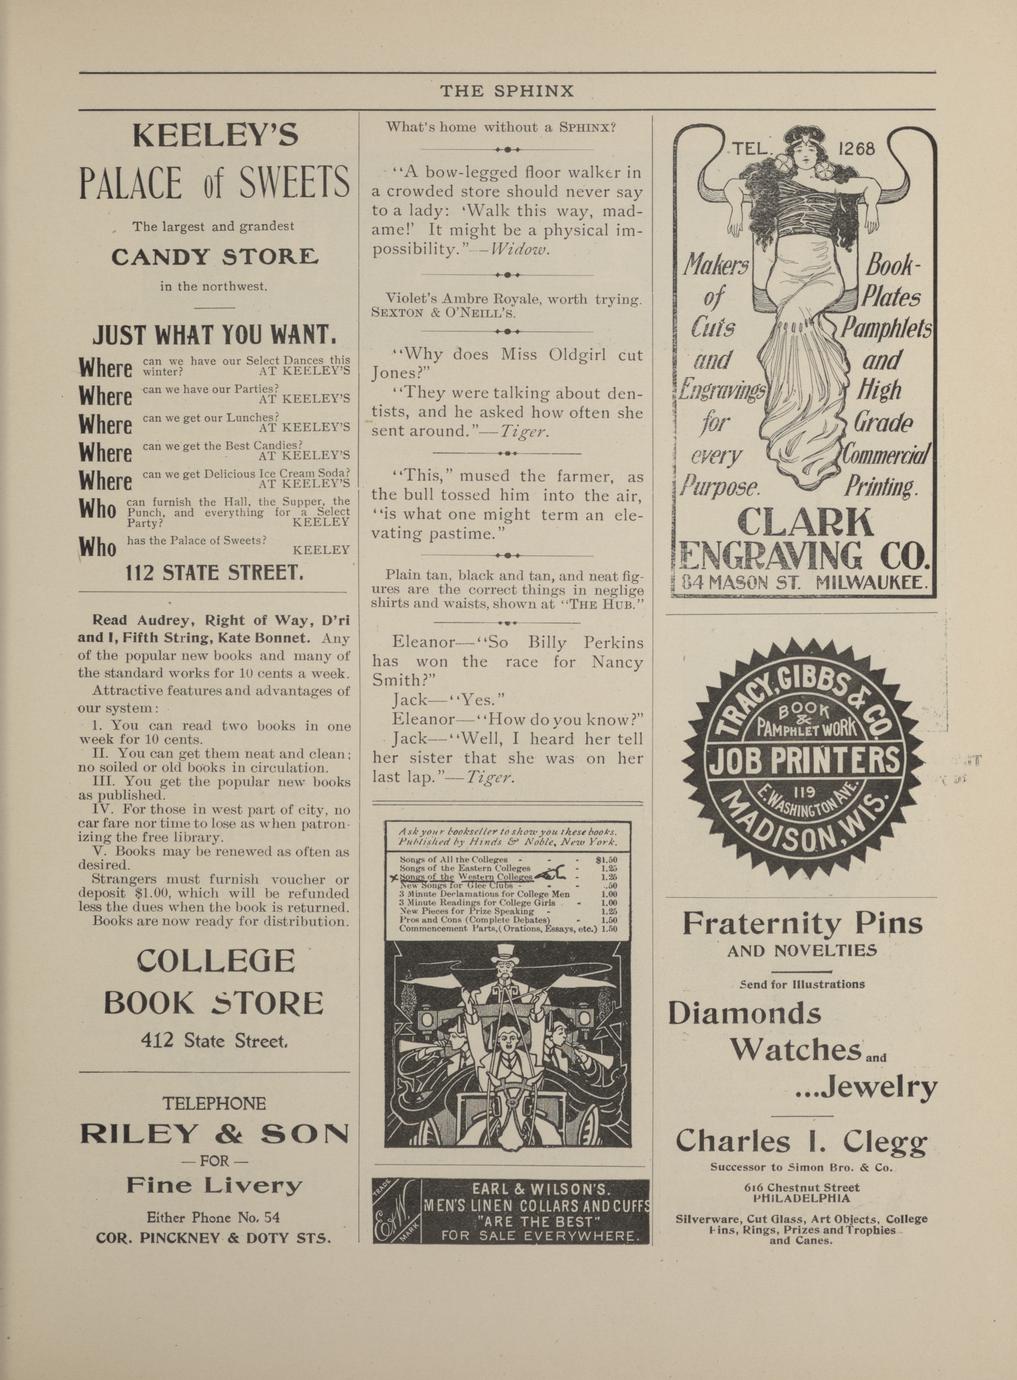 THE SPHINX
KEELEY'S
PALACE of SWEETS
The largest and grandest
CANDY STORE
in the northwest.
JUST WHAT YOU WANT.
Where can we have our Select Dances this
winter? AT KEELEY'S
Where can we have our Parties?
AT KEELEY'S
Where can we get our Lunches?
AT KEELEY'S
Where can we get the Best Candies?
AT KEELEY'S
Where can we get Delicious Ice Cream Soda?
AT KEELEY'S
Who can furnish the Hall, the Supper, the
Punch, and everything for a Select
Party? KEELEY
Who has the Palace of Sweets?
KEELEY
112 STATE STREET.
Read Audrey, Right of Way, D'ri
and I, Fifth String, Kate Bonnet. Any
of the popular new books and many of
the standard works for 10 cents a week.
Attractive features and advantages of
our system:
I. You can read two books in one
week for 10 cents.
II. You can get them neat and clean;
no soiled or old books in circulation.
III. You get the popular new books
as published.
IV. For those in west part of city, no
car fare nor time to lose as when patron-
izing the free library.
V. Books may be renewed as often as
desired.
Strangers must furnish voucher or
deposit $1.00, which will be refunded
less the dues when the book is returned.
Books are now ready for distribution.
COLLEGE
BOOK STORE
412 State Street.
TELEPHONE
RILEY & SON
— FOR —
Fine Livery
Either Phone No. 54
COR. PINCKNEY & DOTY STS.
What's home without a SPHINX?
"A bow-legged floor walker in
a crowded store should never say
to a lady: 'Walk this way, mad-
ame!' It might be a physical im-
possibility."—Widow.
Violet's Ambre Royale, worth trying.
SEXTON & O'NEILL'S.
"Why does Miss Oldgirl cut
Jones?"
"They were talking about den-
tists, and he asked how often she
sent around."—Tiger.
"This," mused the farmer, as
the bull tossed him into the air,
"is what one might term an ele-
vating pastime."
Plain tan, black and tan, and neat fig-
ures are the correct things in neglige
shirts and waists, shown at "THE HUB."
Eleanor—"So Billy Perkins
has won the race for Nancy
Smith?"
Jack—"Yes."
Eleanor—"How do you know?"
Jack—"Well, I heard her tell
her sister that she was on her
last lap."—Tiger.
Ask your bookseller to show you these books.
Published by Hinds & Noble, New York.
Songs of All the Colleges - - - $1.50
Songs of the Eastern Colleges - 1.25
Songs of the Western Colleges - 1.25
New Songs for Glee Clubs - - - .50
3 Minute Declamations for College Men 1.00
3 Minute Readings for College Girls - 1.00
New Pieces for Prize Speaking - 1.25
Pros and Cons (Complete Debates) - 1.50
Commencement Parts, (Orations, Essays, etc.) 1.50
TRADE
E&W
MARK
EARL & WILSON'S.
MEN'S LINEN COLLARS AND CUFFS
"ARE THE BEST"
FOR SALE EVERYWHERE.
TEL. 1268
Makers
of
Cuts
and
Engravings
for
every
Purpose.
Book-
Plates
Pamphlets
and
High
Grade
Commercial
Printing.
CLARK
ENGRAVING CO.
84 MASON ST. MILWAUKEE.
TRACY, GIBBS & CO.
BOOK
&
PAMPHLET WORK
JOB PRINTERS
119
E. WASHINGTON AVE.
MADISON, WIS.
Fraternity Pins
AND NOVELTIES
Send for Illustrations
Diamonds
Watches and
...Jewelry
Charles I. Clegg
Successor to Simon Bro. & Co.
616 Chestnut Street
PHILADELPHIA
Silverware, Cut Glass, Art Objects, College
Pins, Rings, Prizes and Trophies
and Canes.